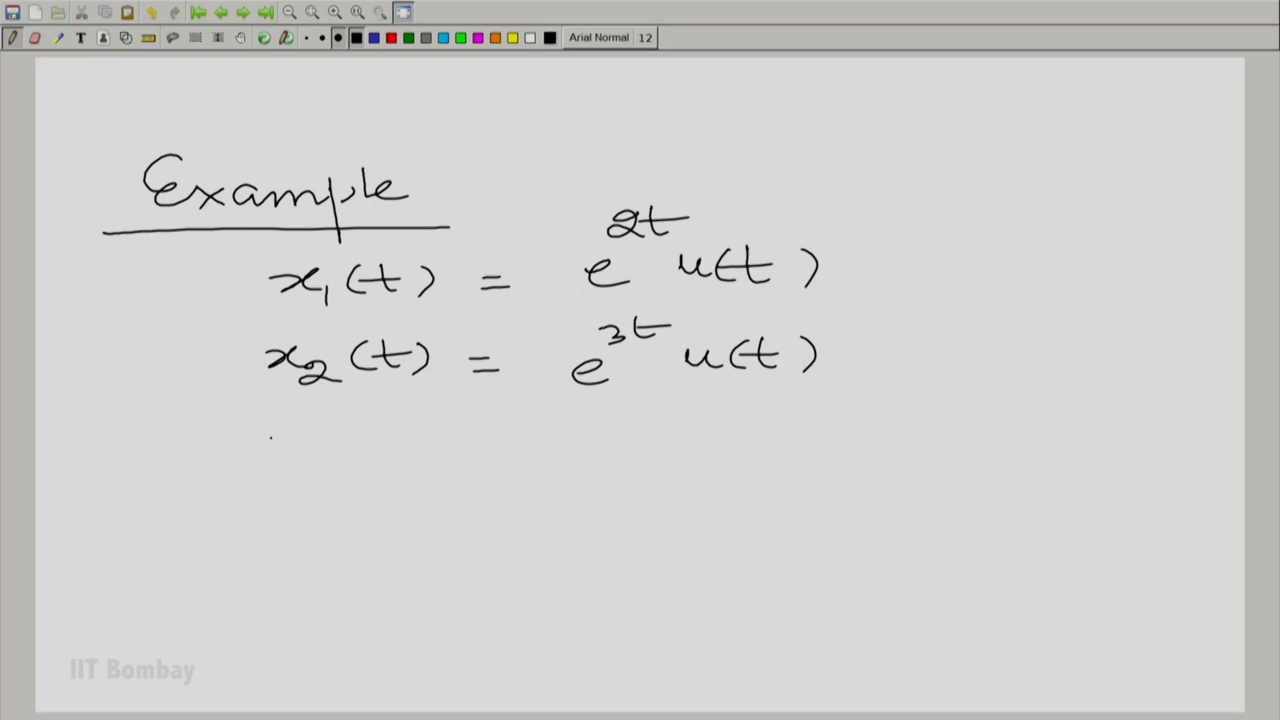 Arial Normal 12
Example
x₁(t) = e^{2t} u(t)
x₂(t) = e^{3t} u(t)
IIT Bombay